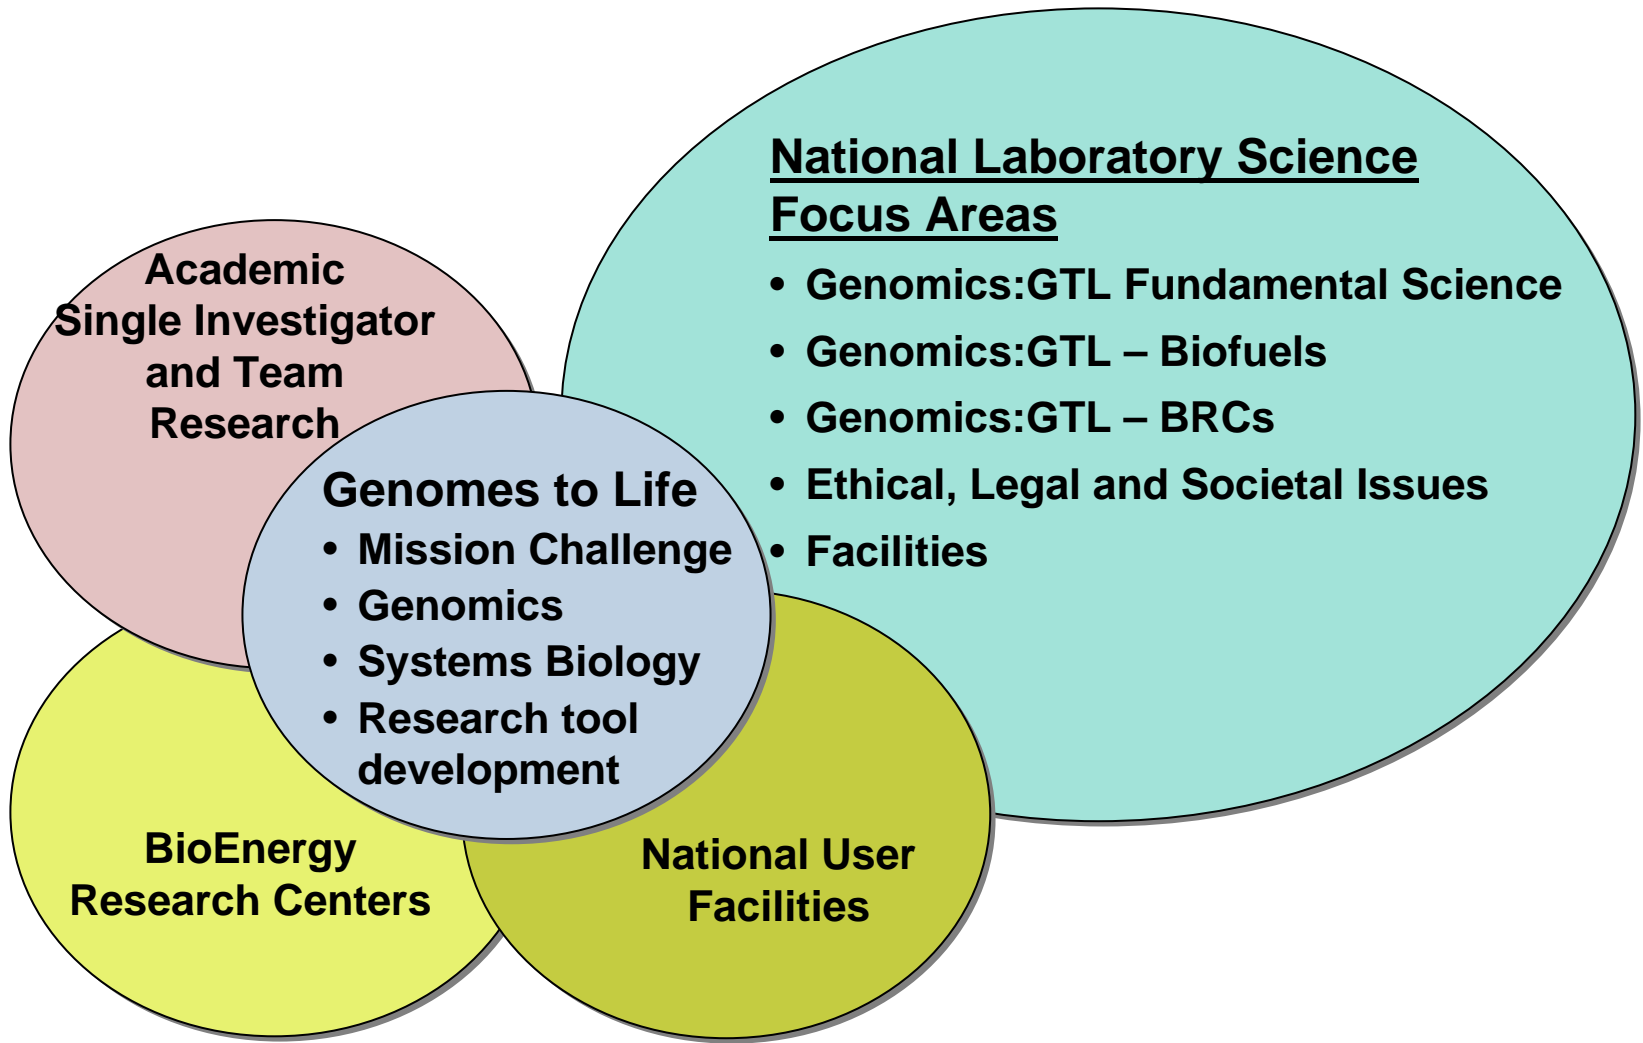 National Laboratory Science
Focus Areas
• Genomics:GTL Fundamental Science
• Genomics:GTL – Biofuels
• Genomics:GTL – BRCs
• Ethical, Legal and Societal Issues
• Facilities
Academic
Single Investigator
and Team
Research
Genomes to Life
• Mission Challenge
• Genomics
• Systems Biology
• Research tool
development
BioEnergy
Research Centers
National User
Facilities